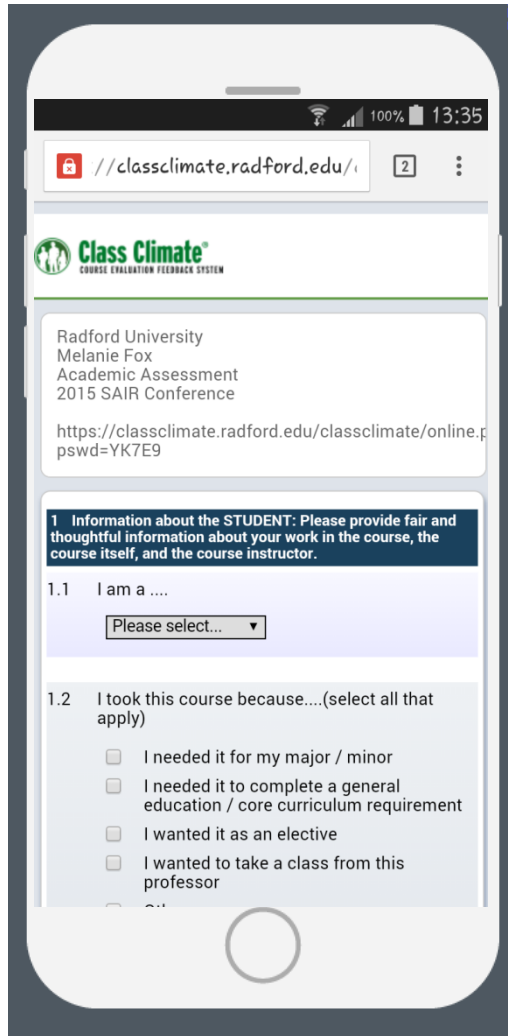 100% 13:35
//classclimate.radford.edu/
2
Class Climate®
COURSE EVALUATION FEEDBACK SYSTEM
Radford University
Melanie Fox
Academic Assessment
2015 SAIR Conference
https://classclimate.radford.edu/classclimate/online.p
pswd=YK7E9
1 Information about the STUDENT: Please provide fair and
thoughtful information about your work in the course, the
course itself, and the course instructor.
1.1 I am a ....
Please select...
1.2 I took this course because....(select all that
apply)
I needed it for my major / minor
I needed it to complete a general
education / core curriculum requirement
I wanted it as an elective
I wanted to take a class from this
professor